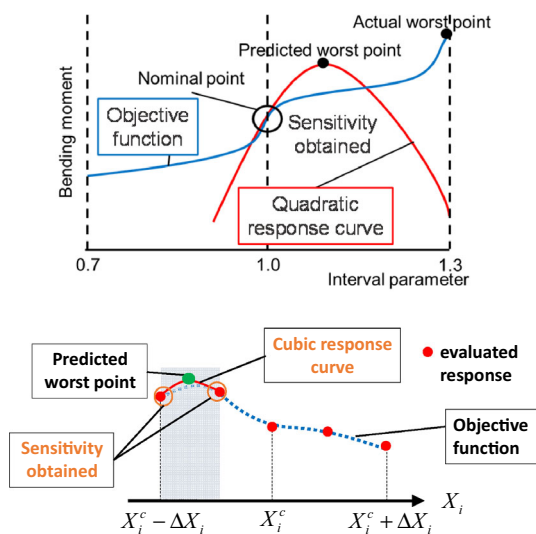 Actual worst point
Predicted worst point
Nominal point
Objective
function
Sensitivity
obtained
Quadratic
response curve
Bending moment
0.7
1.0
1.3
Interval parameter
Cubic response
curve
Predicted
worst point
evaluated
response
Sensitivity
obtained
Objective
function
X_i
X_i^c − ΔX_i
X_i^c
X_i^c + ΔX_i